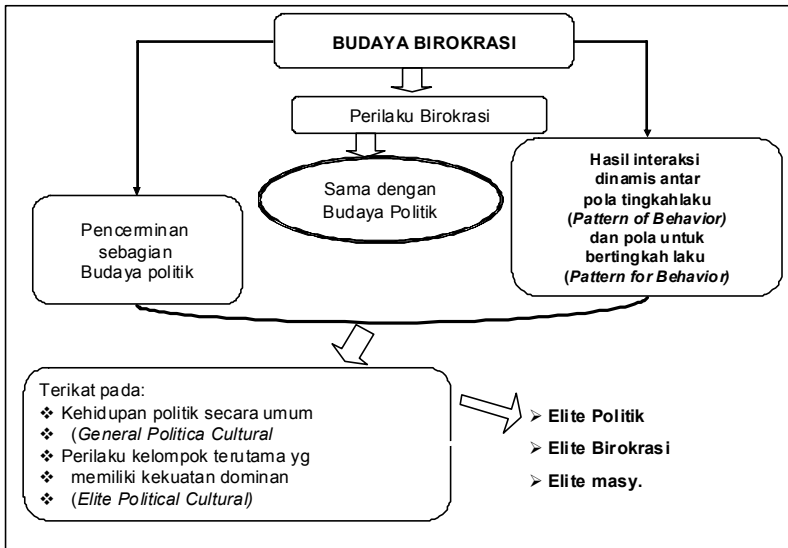 BUDAYA BIROKRASI
Perilaku Birokrasi
Sama dengan
Budaya Politik
Pencerminan
sebagian
Budaya politik
Hasil interaksi
dinamis antar
pola tingkahlaku
(Pattern of Behavior)
dan pola untuk
bertingkah laku
(Pattern for Behavior)
Terikat pada:
❖ Kehidupan politik secara umum
❖ (General Politica Cultural
❖ Perilaku kelompok terutama yg
❖ memiliki kekuatan dominan
❖ (Elite Political Cultural)
➢ Elite Politik
➢ Elite Birokrasi
➢ Elite masy.